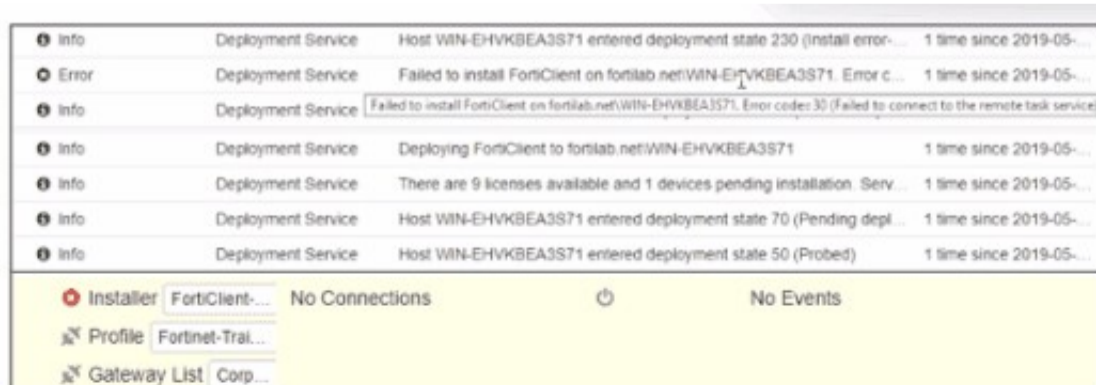 Info Deployment Service Host WIN-EHVKBEA3S71 entered deployment state 230 (Install error-... 1 time since 2019-05-...
Error Deployment Service Failed to install FortiClient on fortilab.net\WIN-EHVKBEA3S71. Error c... 1 time since 2019-05-...
Info Deployment Service Failed to install FortiClient on fortilab.net\WIN-EHVKBEA3S71. Error code=30 (Failed to connect to the remote task service)
Info Deployment Service Deploying FortiClient to fortilab.net\WIN-EHVKBEA3S71 1 time since 2019-05-...
Info Deployment Service There are 9 licenses available and 1 devices pending installation. Serv... 1 time since 2019-05-...
Info Deployment Service Host WIN-EHVKBEA3S71 entered deployment state 70 (Pending depl... 1 time since 2019-05-...
Info Deployment Service Host WIN-EHVKBEA3S71 entered deployment state 50 (Probed) 1 time since 2019-05-...
Installer FortiClient-... No Connections No Events
Profile Fortinet-Trai...
Gateway List Corp...